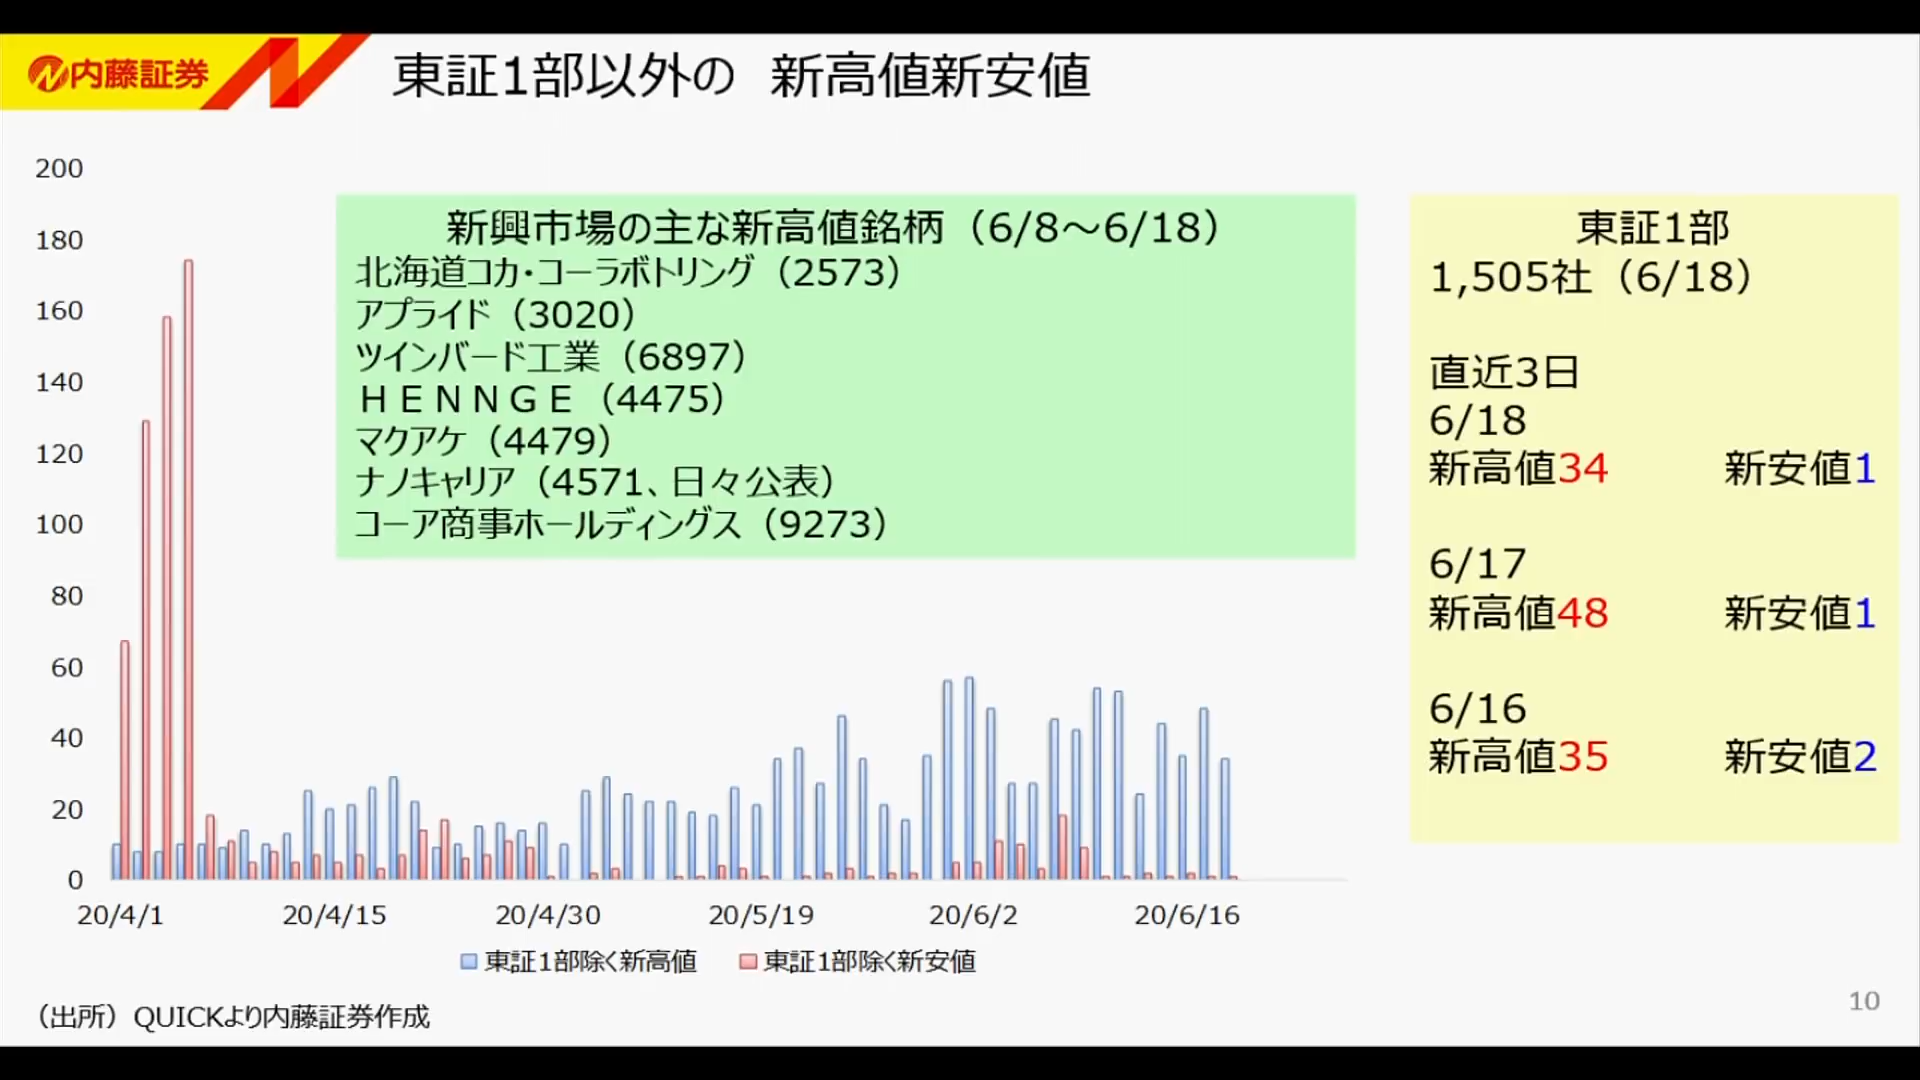 内藤証券
東証1部以外の 新高値新安値
200
180
160
140
120
100
80
60
40
20
0
新興市場の主な新高値銘柄（6/8～6/18）
北海道コカ・コーラボトリング（2573）
アプライド（3020）
ツインバード工業（6897）
ＨＥＮＮＧＥ（4475）
マクアケ（4479）
ナノキャリア（4571、日々公表）
コーア商事ホールディングス（9273）
東証1部
1,505社（6/18）
直近3日
6/18
新高値34 新安値1
6/17
新高値48 新安値1
6/16
新高値35 新安値2
20/4/1 20/4/15 20/4/30 20/5/19 20/6/2 20/6/16
東証1部除く新高値 東証1部除く新安値
（出所）QUICKより内藤証券作成
10